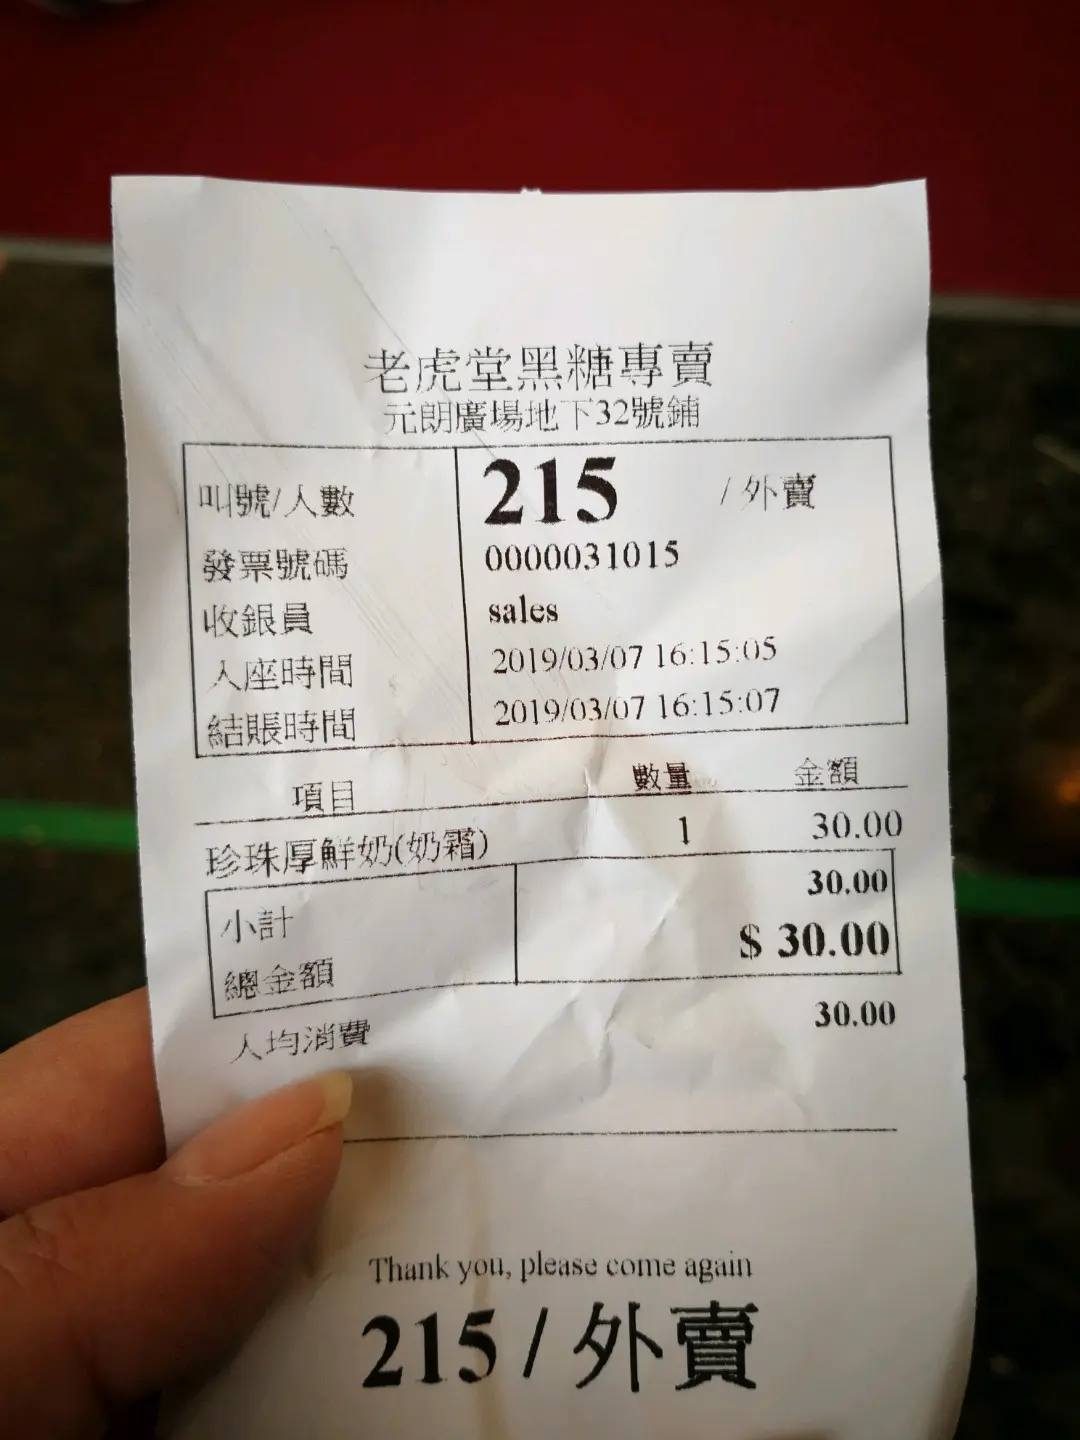 老虎堂黑糖專賣
元朗廣場地下32號鋪
叫號/人數 215 / 外賣
發票號碼 0000031015
收銀員 sales
入座時間 2019/03/07 16:15:05
結賬時間 2019/03/07 16:15:07
項目 數量 金額
珍珠厚鮮奶(奶霜) 1 30.00
小計 30.00
總金額 $ 30.00
人均消費 30.00
Thank you, please come again
215 / 外賣